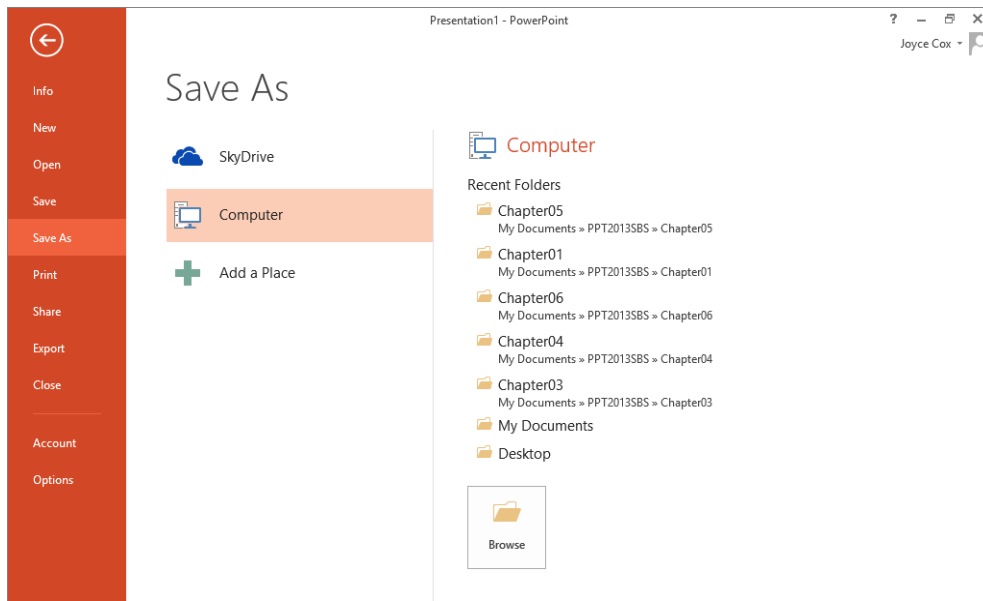 Presentation1 - PowerPoint
?
Joyce Cox
Info
New
Open
Save
Save As
Print
Share
Export
Close
Account
Options
Save As
SkyDrive
Computer
Add a Place
Computer
Recent Folders
Chapter05
My Documents » PPT2013SBS » Chapter05
Chapter01
My Documents » PPT2013SBS » Chapter01
Chapter06
My Documents » PPT2013SBS » Chapter06
Chapter04
My Documents » PPT2013SBS » Chapter04
Chapter03
My Documents » PPT2013SBS » Chapter03
My Documents
Desktop
Browse